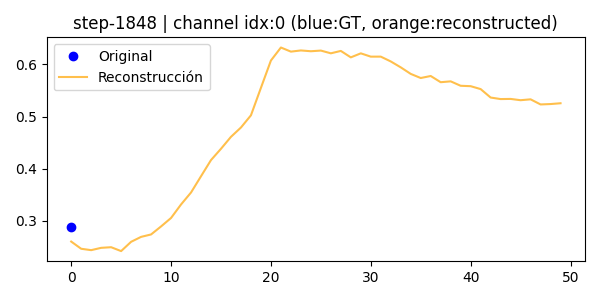 step-1848 | channel idx:0 (blue:GT, orange:reconstructed)
Original
Reconstrucción
0.6
0.5
0.4
0.3
0 10 20 30 40 50